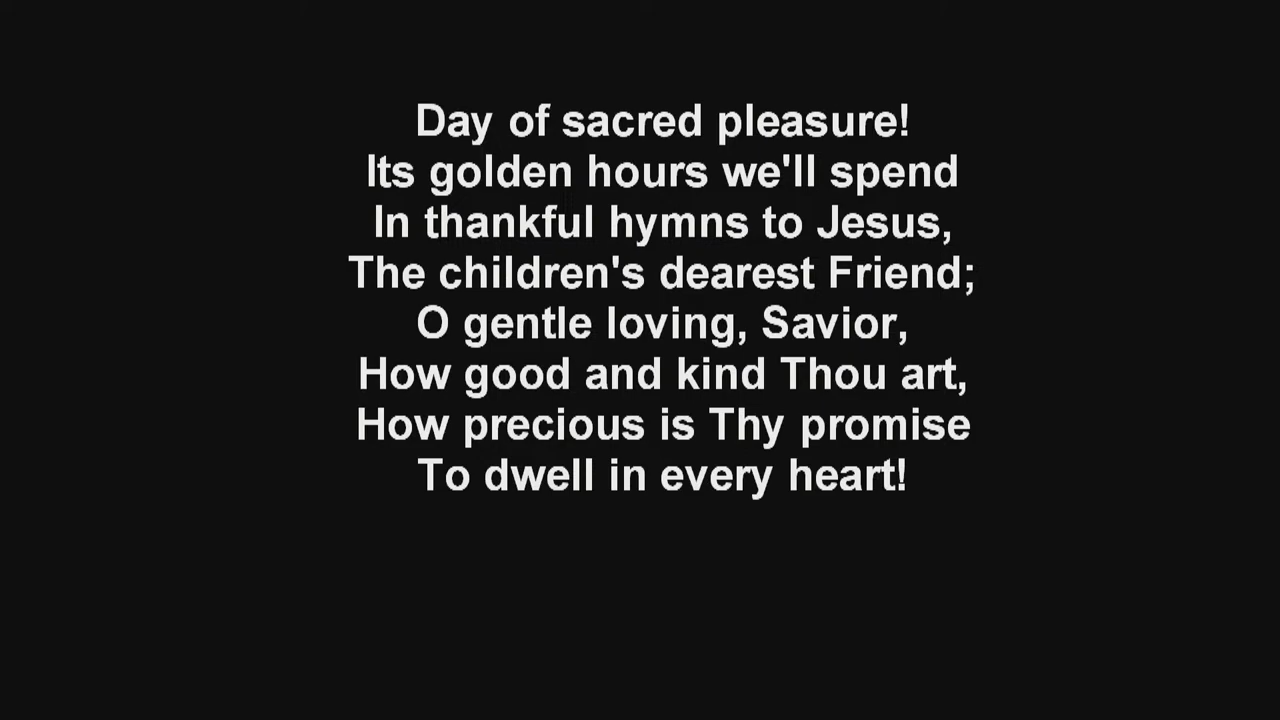 Day of sacred pleasure!
Its golden hours we'll spend
In thankful hymns to Jesus,
The children's dearest Friend;
O gentle loving, Savior,
How good and kind Thou art,
How precious is Thy promise
To dwell in every heart!